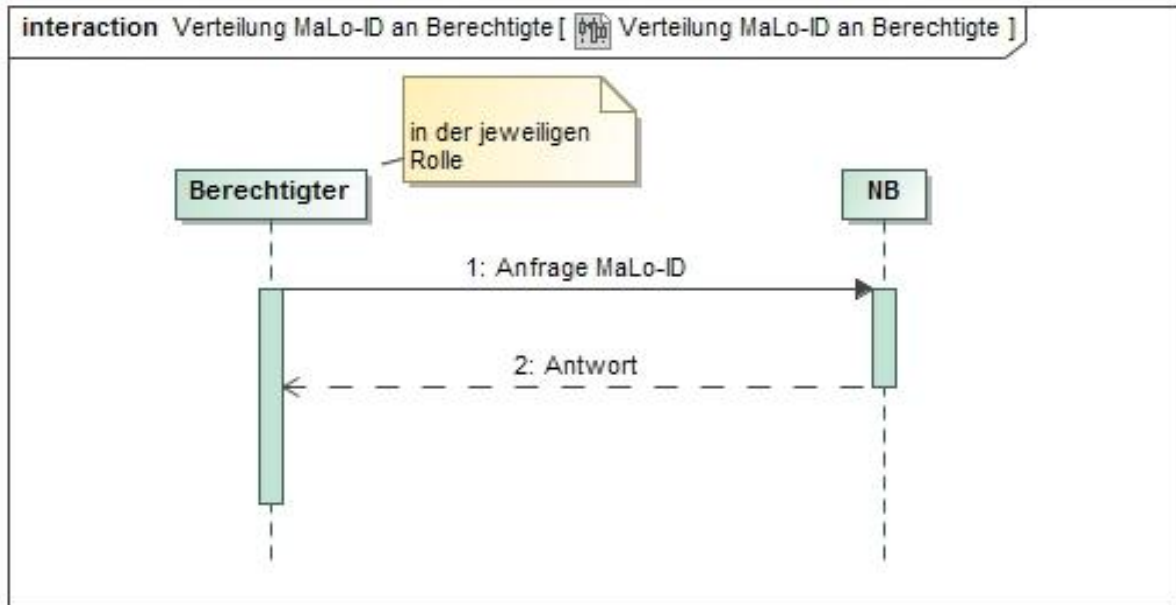 interaction Verteilung MaLo-ID an Berechtigte [ Verteilung MaLo-ID an Berechtigte ]
in der jeweiligen
Rolle
Berechtigter
NB
1: Anfrage MaLo-ID
2: Antwort